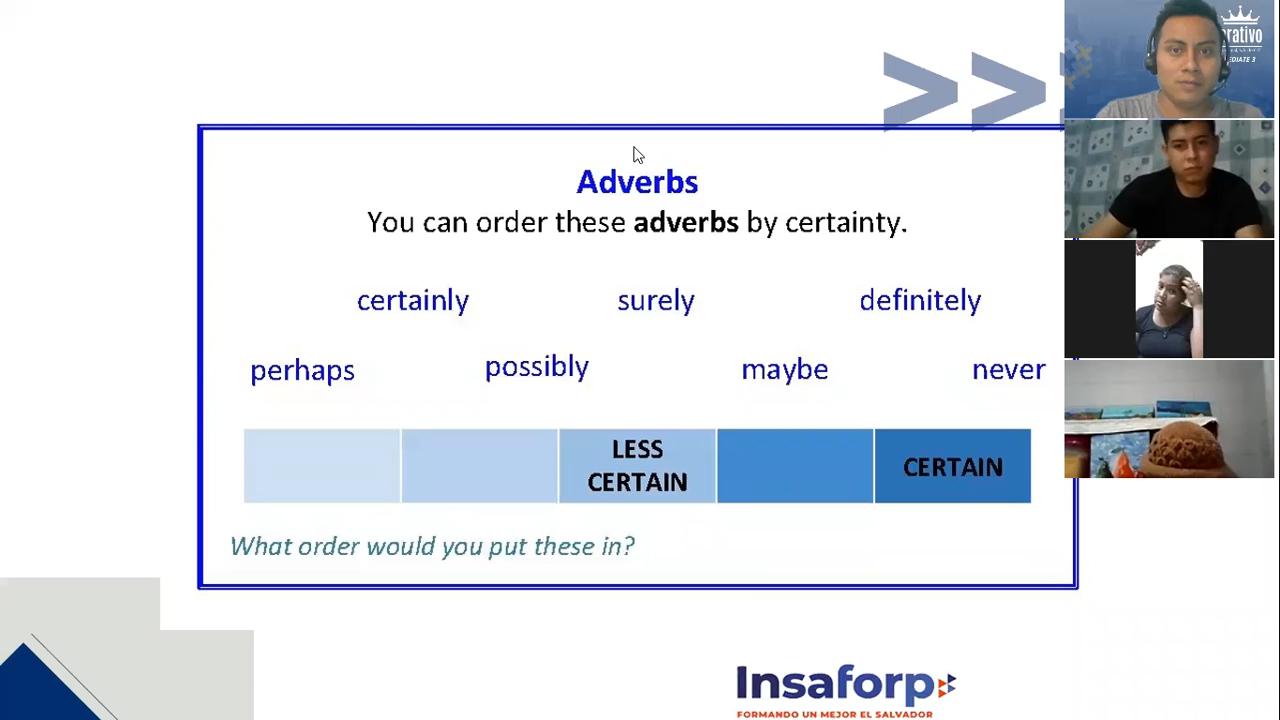 Adverbs
You can order these adverbs by certainty.
certainly surely definitely
perhaps possibly maybe never
LESS
CERTAIN
CERTAIN
What order would you put these in?
Insaforp
FORMANDO UN MEJOR EL SALVADOR